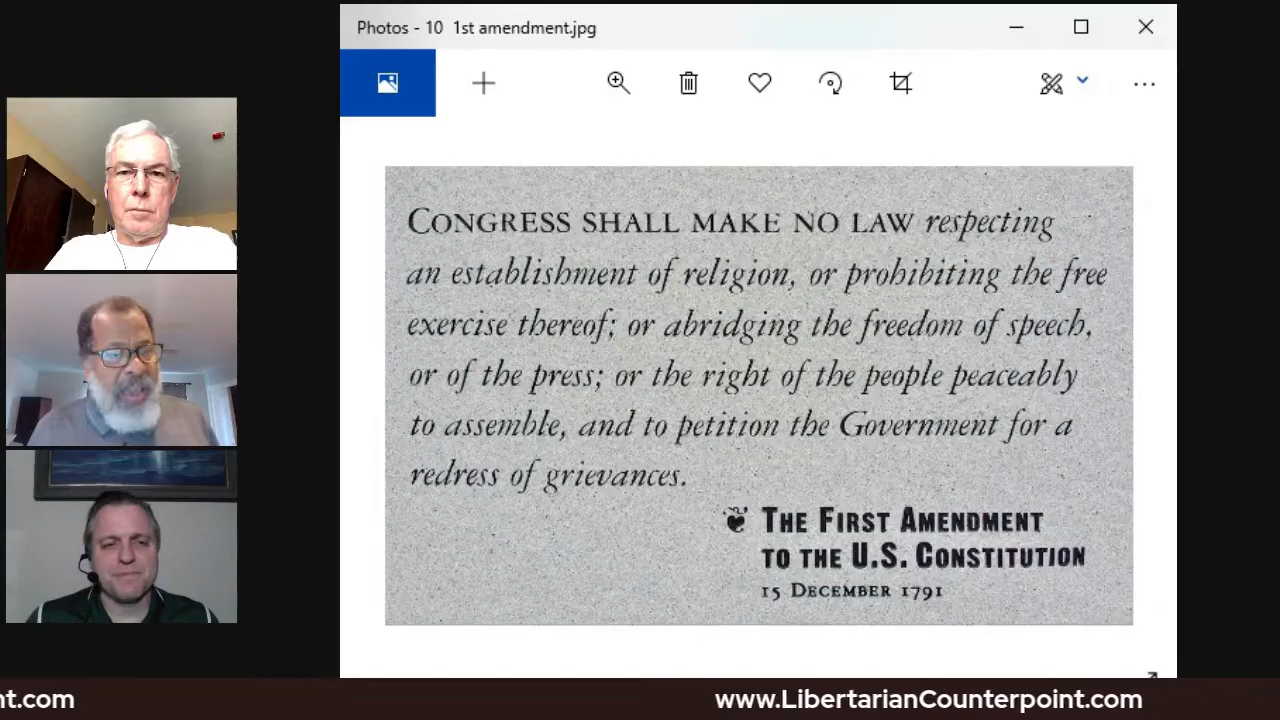 Photos - 10 1st amendment.jpg
CONGRESS SHALL MAKE NO LAW respecting
an establishment of religion, or prohibiting the free
exercise thereof; or abridging the freedom of speech,
or of the press; or the right of the people peaceably
to assemble, and to petition the Government for a
redress of grievances.
THE FIRST AMENDMENT
TO THE U.S. CONSTITUTION
15 DECEMBER 1791
nt.com www.LibertarianCounterpoint.com